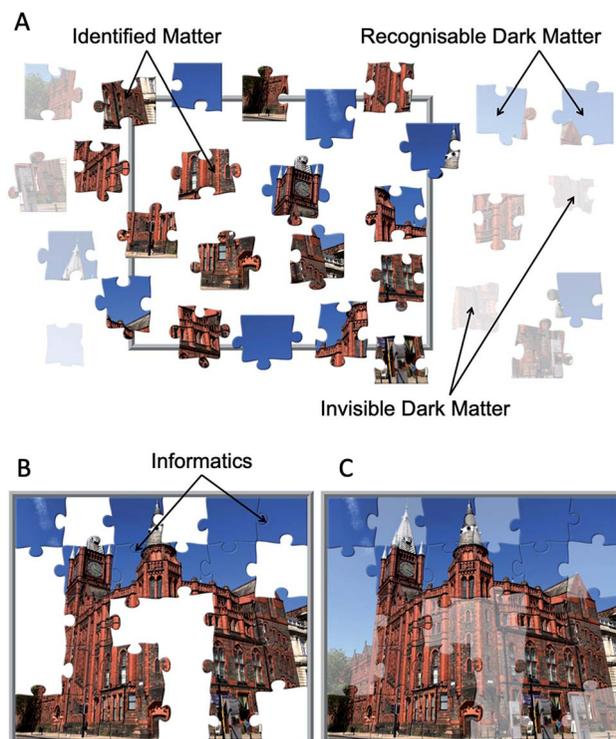 A
Identified Matter
Recognisable Dark Matter
Invisible Dark Matter
B
Informatics
C